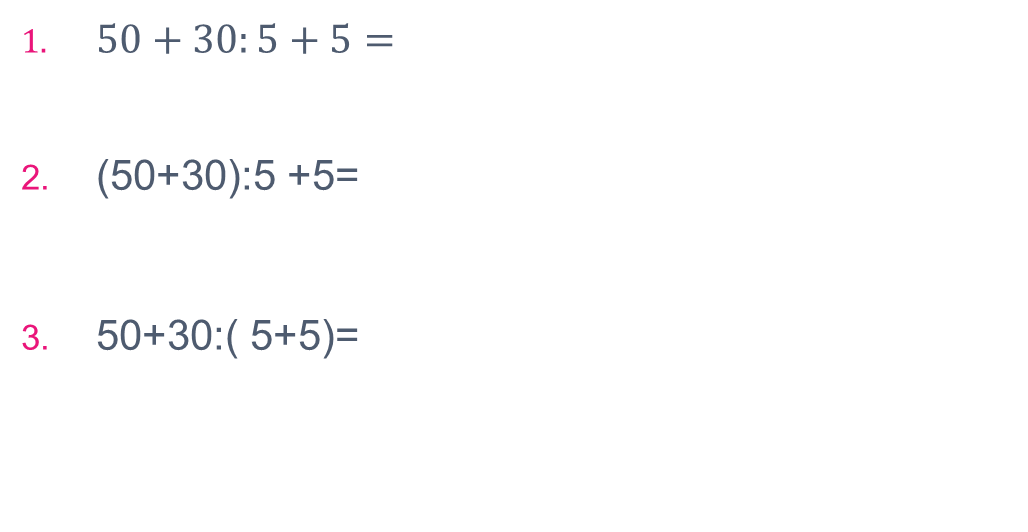 1. 50 + 30: 5 + 5 =
2. (50+30):5 +5=
3. 50+30:( 5+5)=